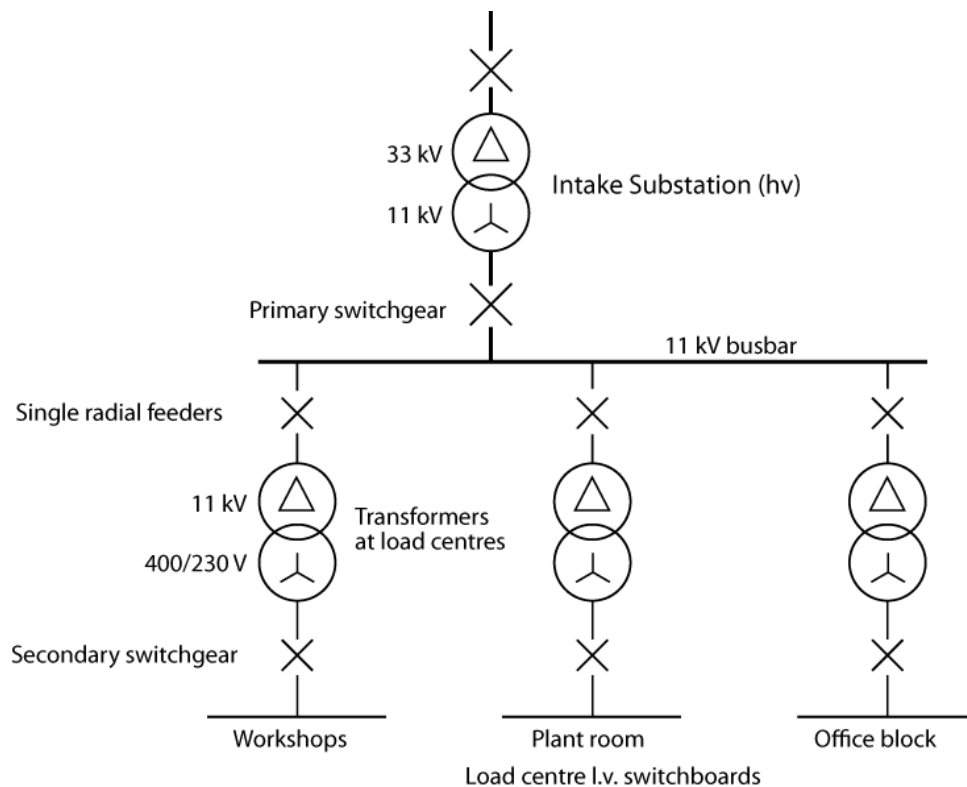 33 kV
Intake Substation (hv)
11 kV
Primary switchgear
11 kV busbar
Single radial feeders
11 kV
Transformers
at load centres
400/230 V
Secondary switchgear
Workshops
Plant room
Office block
Load centre l.v. switchboards